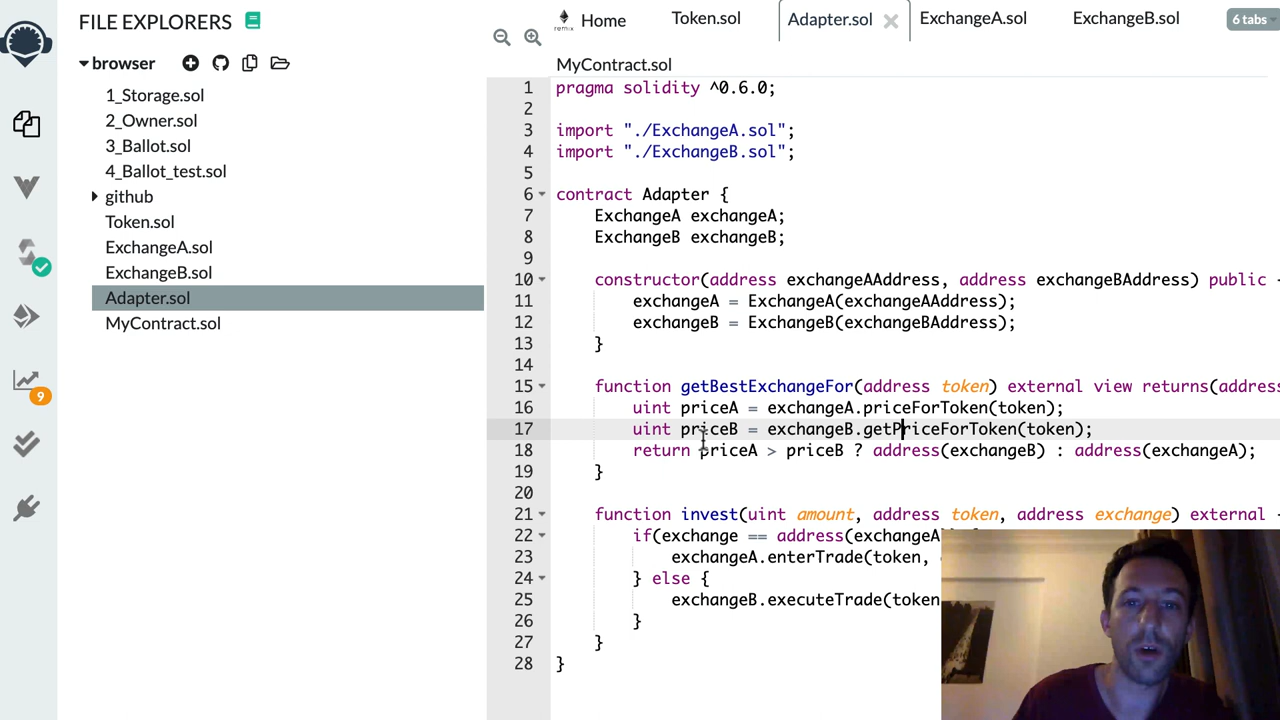 FILE EXPLORERS
remix
Home
Token.sol
Adapter.sol
ExchangeA.sol
ExchangeB.sol
6 tabs
browser
1_Storage.sol
2_Owner.sol
3_Ballot.sol
4_Ballot_test.sol
github
Token.sol
ExchangeA.sol
ExchangeB.sol
Adapter.sol
MyContract.sol
9
MyContract.sol
1 pragma solidity ^0.6.0;
2
3 import "./ExchangeA.sol";
4 import "./ExchangeB.sol";
5
6 contract Adapter {
7 ExchangeA exchangeA;
8 ExchangeB exchangeB;
9
10 constructor(address exchangeAAddress, address exchangeBAddress) public {
11 exchangeA = ExchangeA(exchangeAAddress);
12 exchangeB = ExchangeB(exchangeBAddress);
13 }
14
15 function getBestExchangeFor(address token) external view returns(address
16 uint priceA = exchangeA.priceForToken(token);
17 uint priceB = exchangeB.getPriceForToken(token);
18 return priceA > priceB ? address(exchangeB) : address(exchangeA);
19 }
20
21 function invest(uint amount, address token, address exchange) external {
22 if(exchange == address(exchangeA
23 exchangeA.enterTrade(token,
24 } else {
25 exchangeB.executeTrade(token
26 }
27 }
28 }